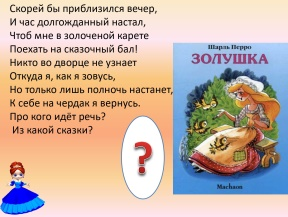 Скорей бы приблизился вечер,
И час долгожданный настал,
Чтоб мне в золоченой карете
Поехать на сказочный бал!
Никто во дворце не узнает
Откуда я, как я зовусь,
Но только лишь полночь настанет,
К себе на чердак я вернусь.
Про кого идёт речь?
Из какой сказки?
?
Шарль Перро
ЗОЛУШКА
Machaon